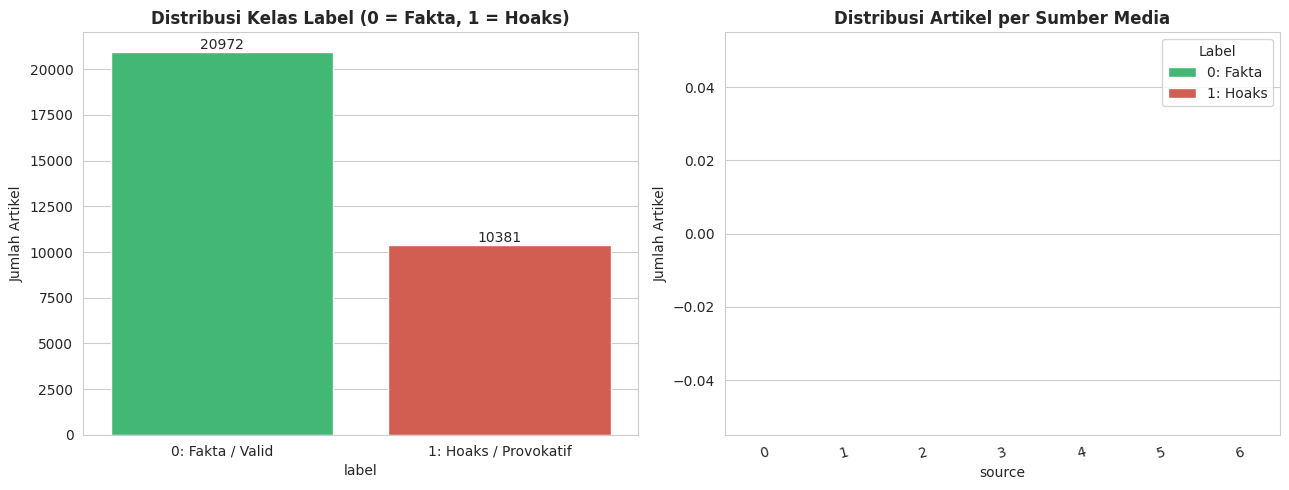 Distribusi Kelas Label (0 = Fakta, 1 = Hoaks)
20972
10381
20000
17500
15000
12500
10000
7500
5000
2500
0
Jumlah Artikel
0: Fakta / Valid
1: Hoaks / Provokatif
label
Distribusi Artikel per Sumber Media
Label
0: Fakta
1: Hoaks
0.04
0.02
0.00
−0.02
−0.04
Jumlah Artikel
0 1 2 3 4 5 6
source